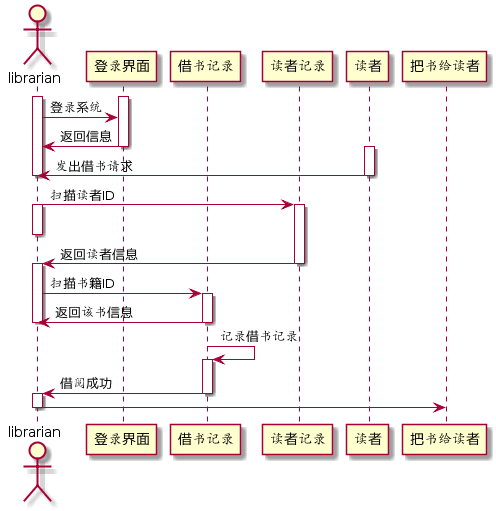 librarian
登录界面
借书记录
读者记录
读者
把书给读者
登录系统
返回信息
发出借书请求
扫描读者ID
返回读者信息
扫描书籍ID
返回该书信息
记录借书记录
借阅成功
librarian
登录界面
借书记录
读者记录
读者
把书给读者